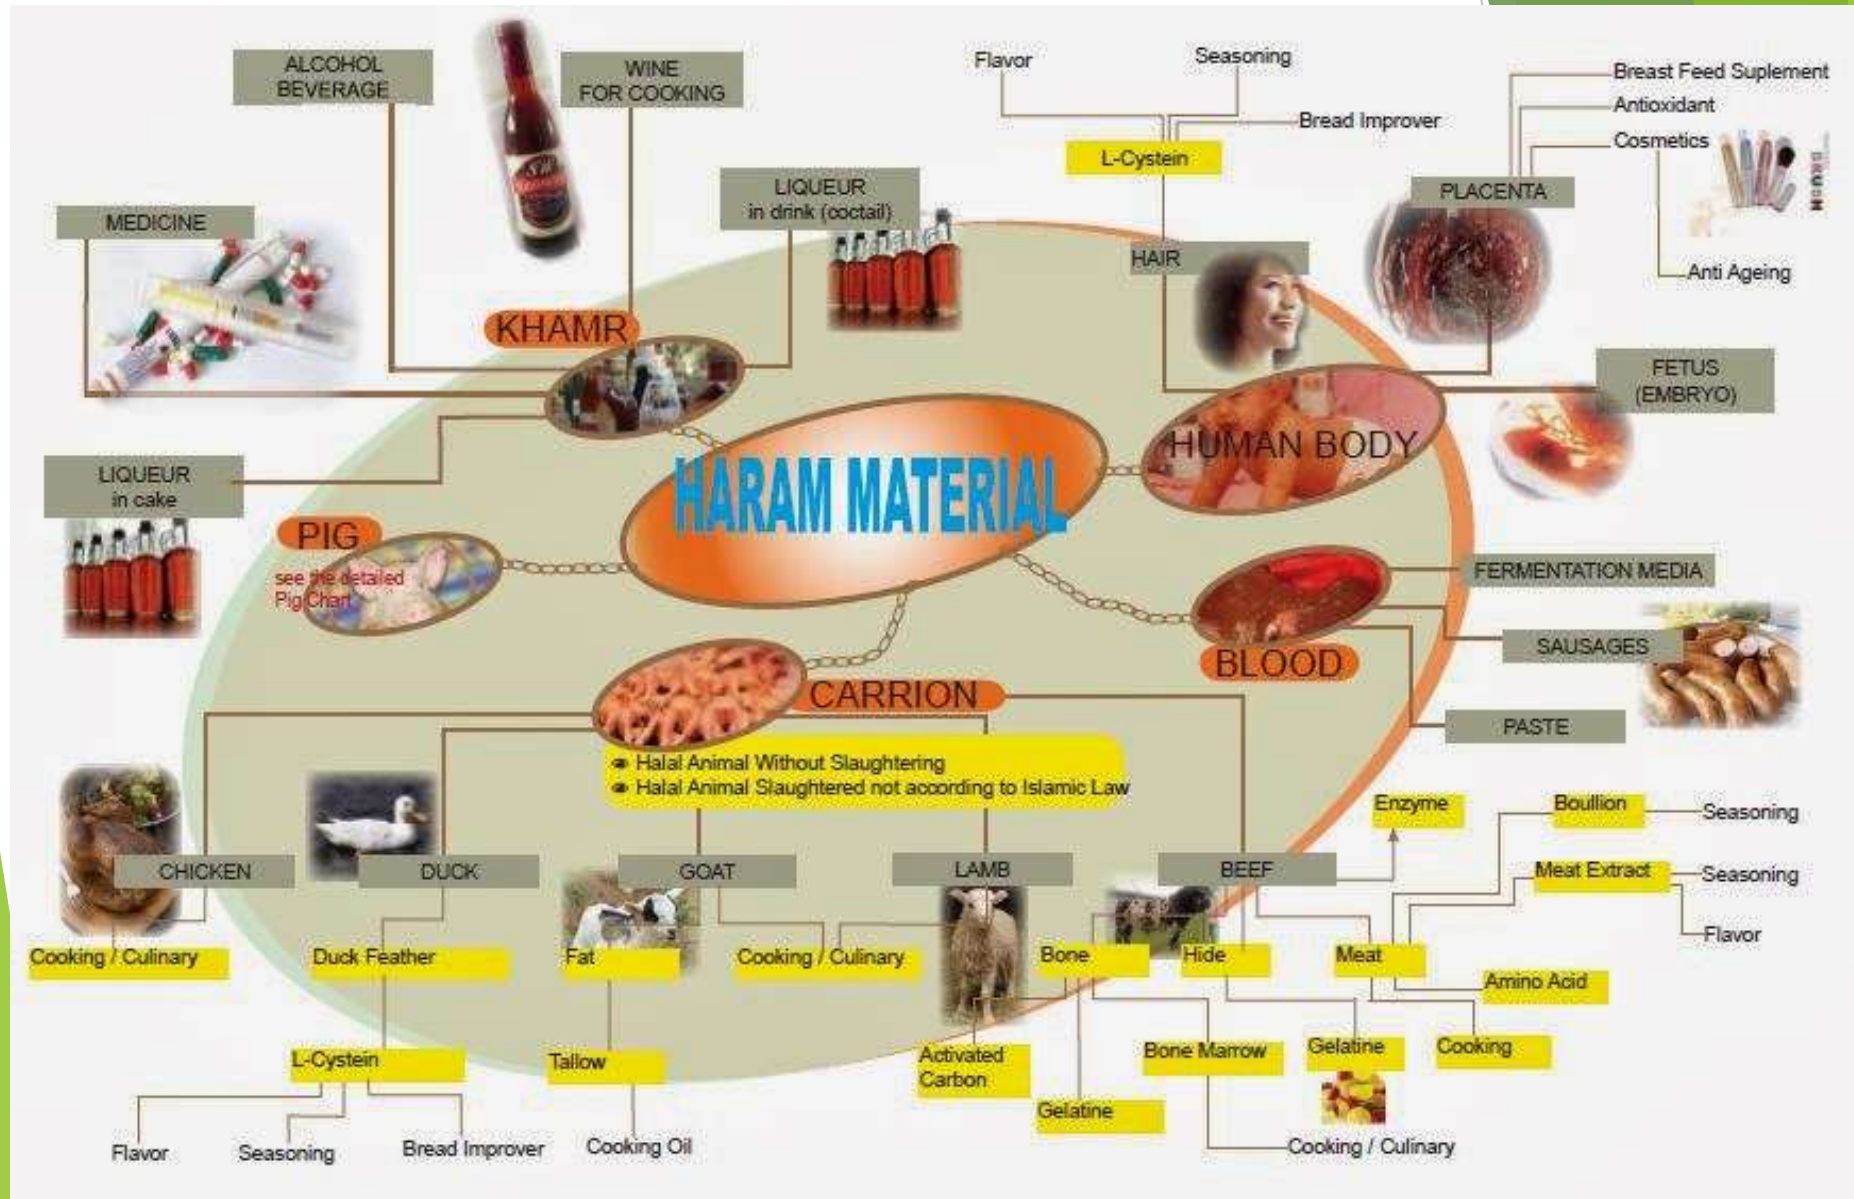 ALCOHOL
BEVERAGE
WINE
FOR COOKING
Flavor
Seasoning
Bread Improver
L-Cystein
Breast Feed Suplement
Antioxidant
Cosmetics
PLACENTA
Anti Ageing
MEDICINE
LIQUEUR
in drink (coctail)
HAIR
KHAMR
FETUS
(EMBRYO)
HUMAN BODY
LIQUEUR
in cake
HARAM MATERIAL
PIG
see the detailed
Pig Chart
FERMENTATION MEDIA
SAUSAGES
BLOOD
CARRION
PASTE
Halal Animal Without Slaughtering
Halal Animal Slaughtered not according to Islamic Law
Enzyme
Boullion
Seasoning
CHICKEN
DUCK
GOAT
LAMB
BEEF
Meat Extract
Seasoning
Flavor
Cooking / Culinary
Duck Feather
Fat
Cooking / Culinary
Bone
Hide
Meat
Amino Acid
L-Cystein
Tallow
Activated
Carbon
Bone Marrow
Gelatine
Cooking
Gelatine
Flavor
Seasoning
Bread Improver
Cooking Oil
Cooking / Culinary